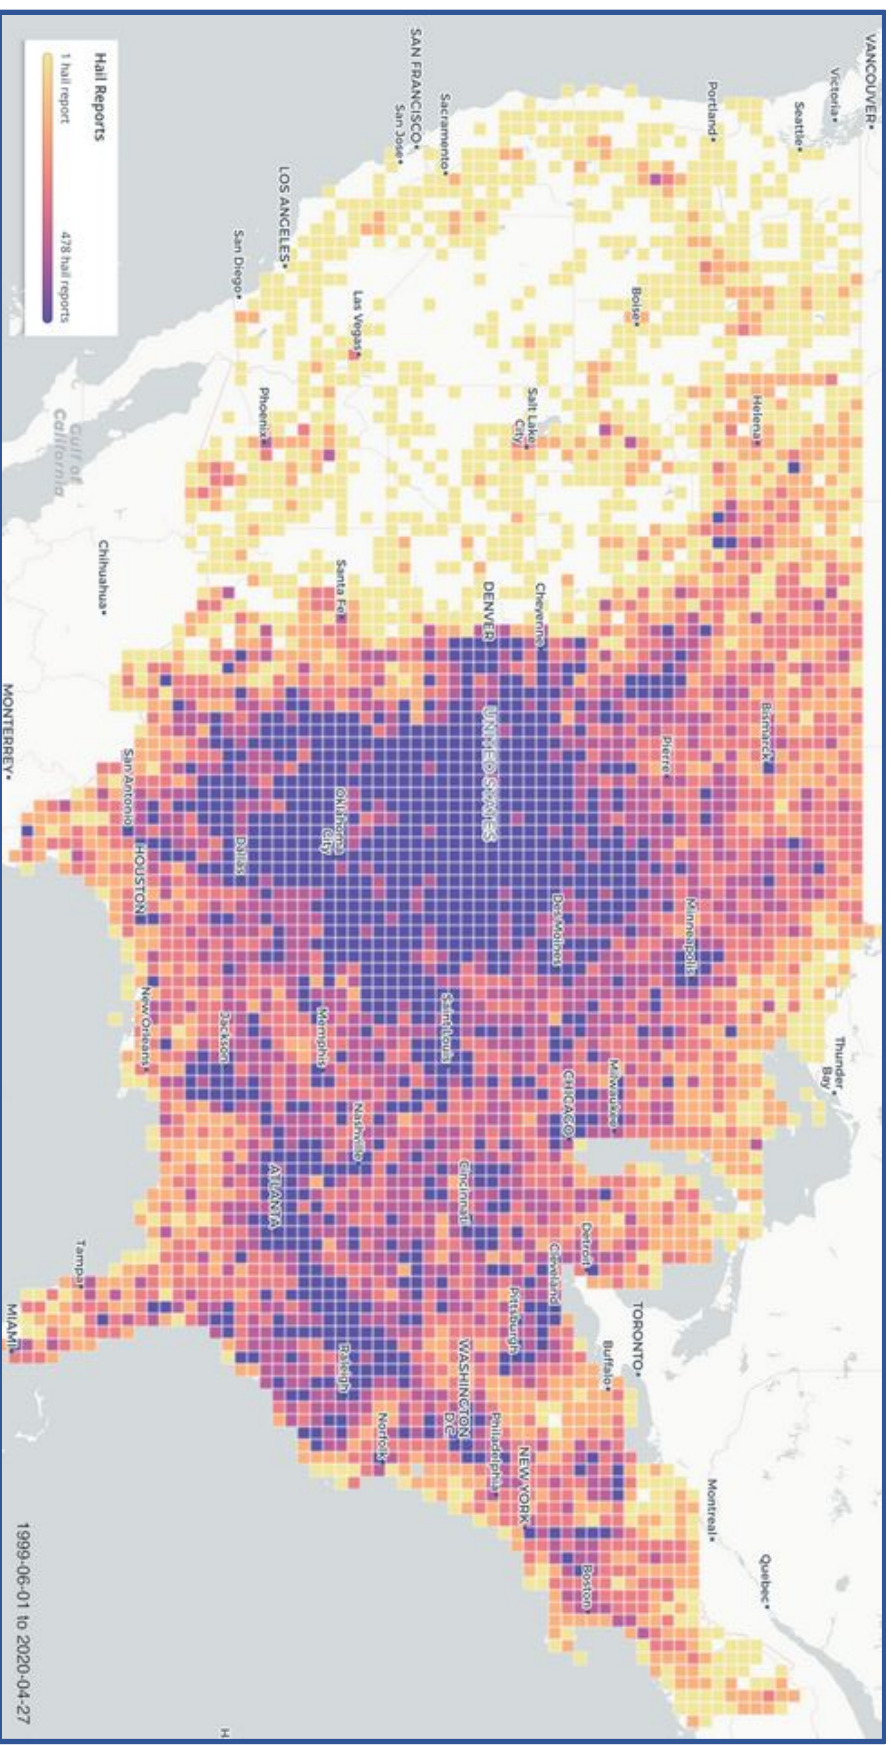 VANCOUVER
Victoria
Seattle
Portland
SAN FRANCISCO
San Jose
Sacramento
LOS ANGELES
San Diego
Las Vegas
Boise
Helena
Salt Lake
City
Phoenix
Gulf of
California
Chihuahua
Santa Fe
DENVER
Cheyenne
UNITED STATES
Bismarck
Pierre
MONTERREY
San Antonio
HOUSTON
Dallas
Oklahoma
City
Des Moines
Minneapolis
Thunder
Bay
New Orleans
Jackson
Memphis
Saint Louis
Milwaukee
CHICAGO
Nashville
Cincinnati
ATLANTA
Detroit
Cleveland
Pittsburgh
TORONTO
Buffalo
Tampa
MIAMI
Raleigh
Norfolk
WASHINGTON
D.C.
Philadelphia
NEW YORK
Boston
Montreal
Quebec
H
Hail Reports
1 hail report
478 hail reports
1999-06-01 to 2020-04-27